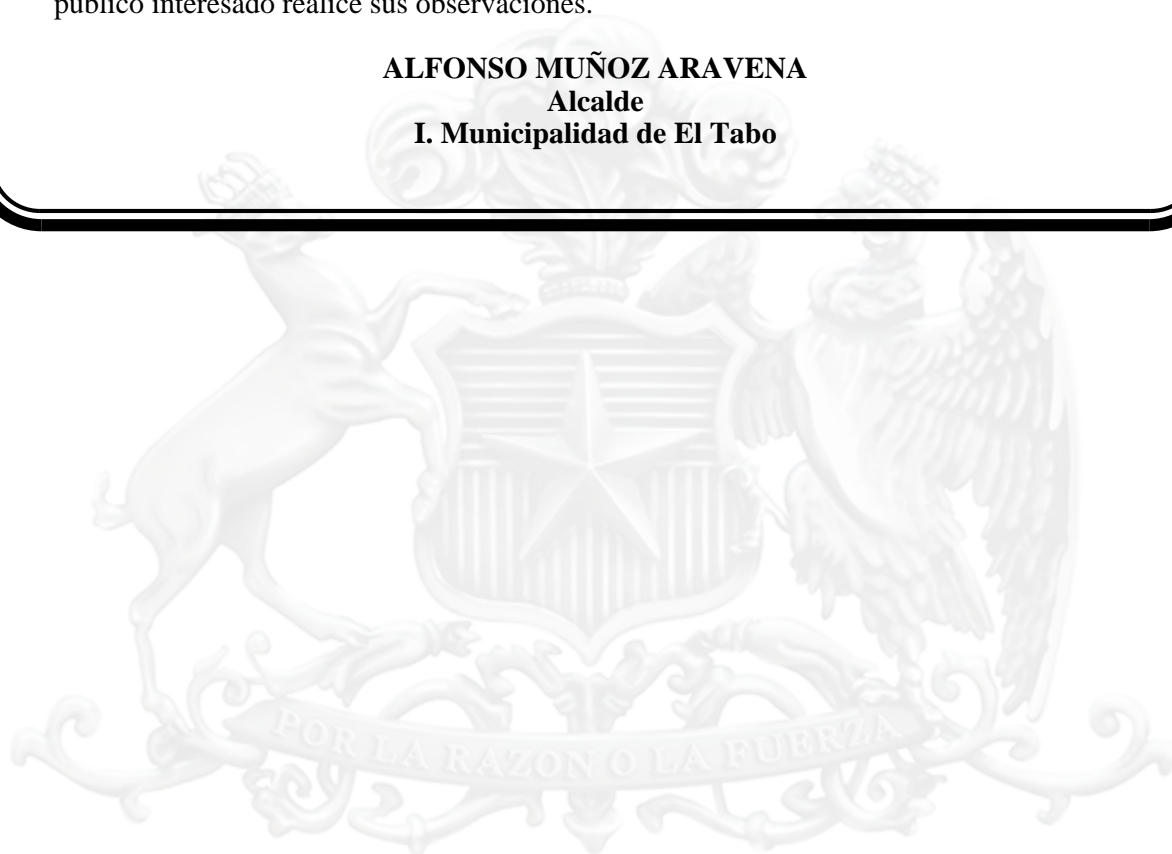 público interesado realice sus observaciones.
ALFONSO MUÑOZ ARAVENA
Alcalde
I. Municipalidad de El Tabo
POR LA RAZON O LA FUERZA